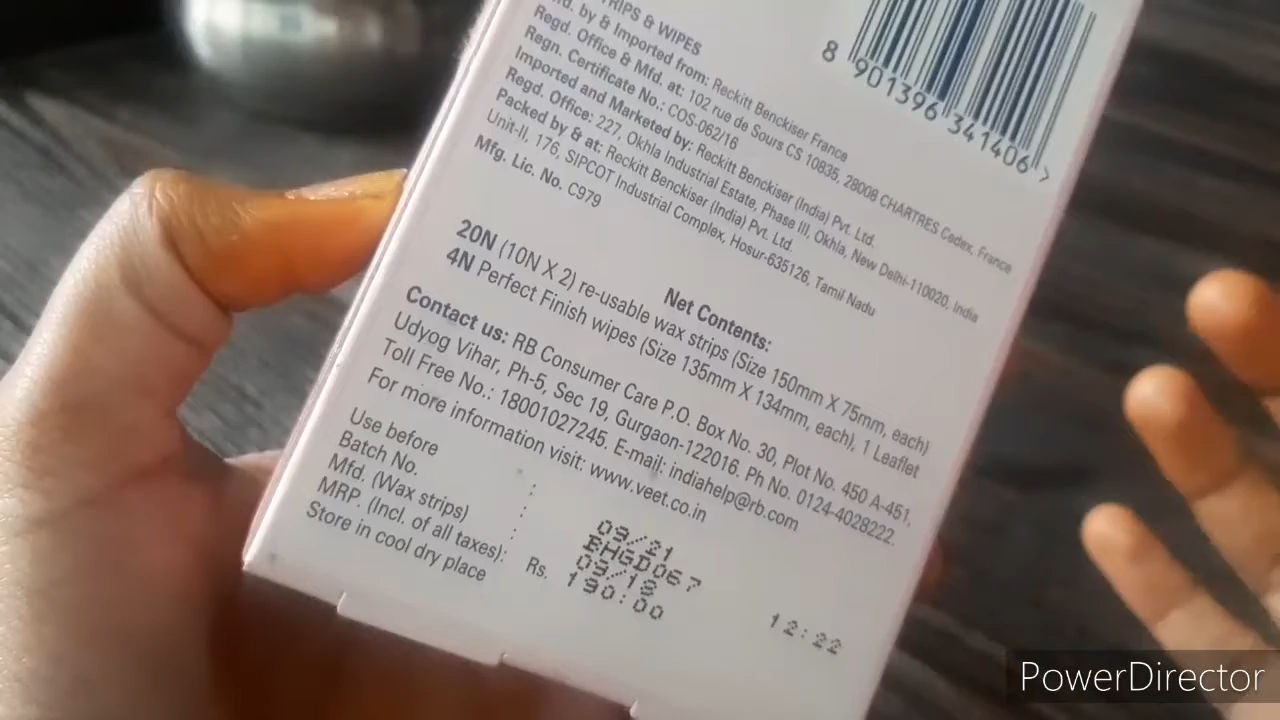 TRIPS & WIPES
d. by & Imported from: Reckitt Benckiser France
Regd. Office & Mfd. at: 102 rue de Sours CS 10835, 28008 CHARTRES Cedex, France
Regn. Certificate No.: COS-062/16
Imported and Marketed by: Reckitt Benckiser (India) Pvt. Ltd.
Regd. Office: 227, Okhla Industrial Estate, Phase III, Okhla, New Delhi-110020, India
Packed by & at: Reckitt Benckiser (India) Pvt. Ltd.
Unit-II, 176, SIPCOT Industrial Complex, Hosur-635126, Tamil Nadu
Mfg. Lic. No. C979
8 901396 341406 >
Net Contents:
20N (10N X 2) re-usable wax strips (Size 150mm X 75mm, each)
4N Perfect Finish wipes (Size 135mm X 134mm, each), 1 Leaflet
Contact us: RB Consumer Care P.O. Box No. 30, Plot No. 450 A-451,
Udyog Vihar, Ph-5, Sec 19, Gurgaon-122016. Ph No. 0124-4028222.
Toll Free No.: 18001027245. E-mail: indiahelp@rb.com
For more information visit: www.veet.co.in
Use before : 09/21
Batch No. : BHGD067
Mfd. (Wax strips) : 09/18
MRP. (Incl. of all taxes): Rs. 190:00 12:22
Store in cool dry place
PowerDirector